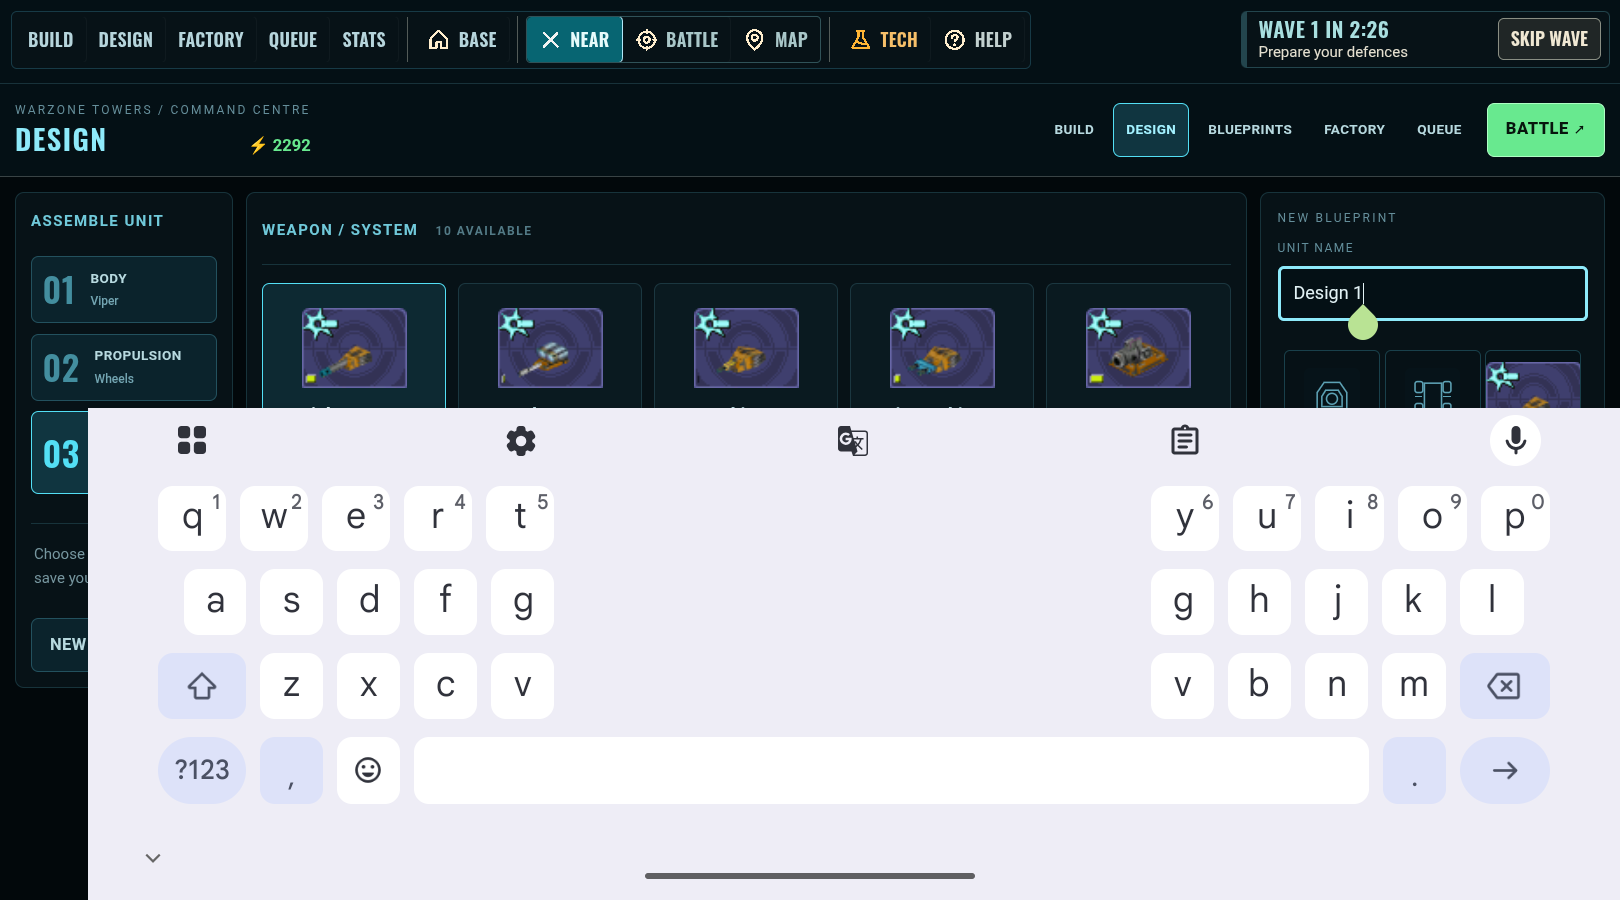 BUILD DESIGN FACTORY QUEUE STATS BASE NEAR BATTLE MAP TECH HELP
WAVE 1 IN 2:26
Prepare your defences
SKIP WAVE
WARZONE TOWERS / COMMAND CENTRE
DESIGN
⚡ 2292
BUILD DESIGN BLUEPRINTS FACTORY QUEUE BATTLE ↗
ASSEMBLE UNIT
01 BODY
Viper
02 PROPULSION
Wheels
03
Choose
save you
NEW
WEAPON / SYSTEM 10 AVAILABLE
NEW BLUEPRINT
UNIT NAME
Design 1
q 1 w 2 e 3 r 4 t 5 y 6 u 7 i 8 o 9 p 0
a s d f g g h j k l
z x c v v b n m
?123 , .